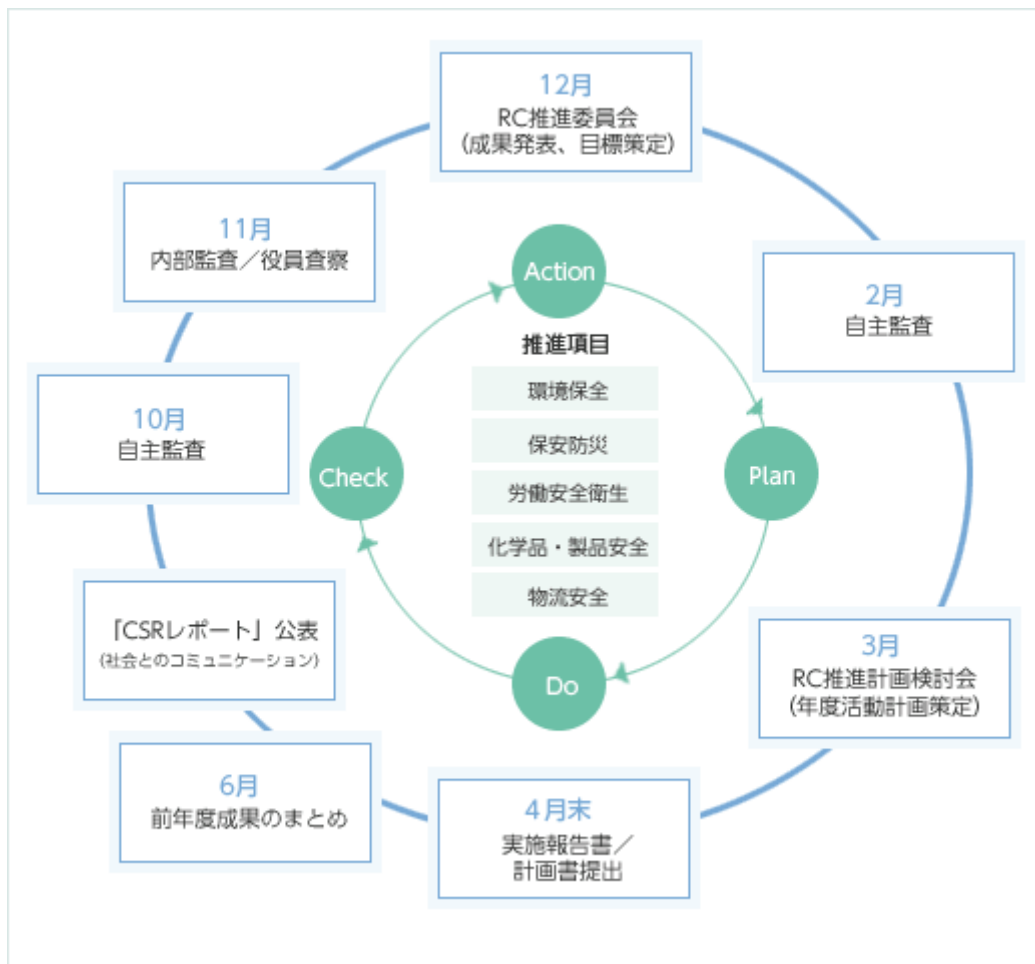 12月
RC推進委員会
(成果発表、目標策定)
2月
自主監査
3月
RC推進計画検討会
(年度活動計画策定)
4月末
実施報告書／
計画書提出
6月
前年度成果のまとめ
「CSRレポート」公表
(社会とのコミュニケーション)
10月
自主監査
11月
内部監査／役員査察
Action
Plan
Do
Check
推進項目
環境保全
保安防災
労働安全衛生
化学品・製品安全
物流安全